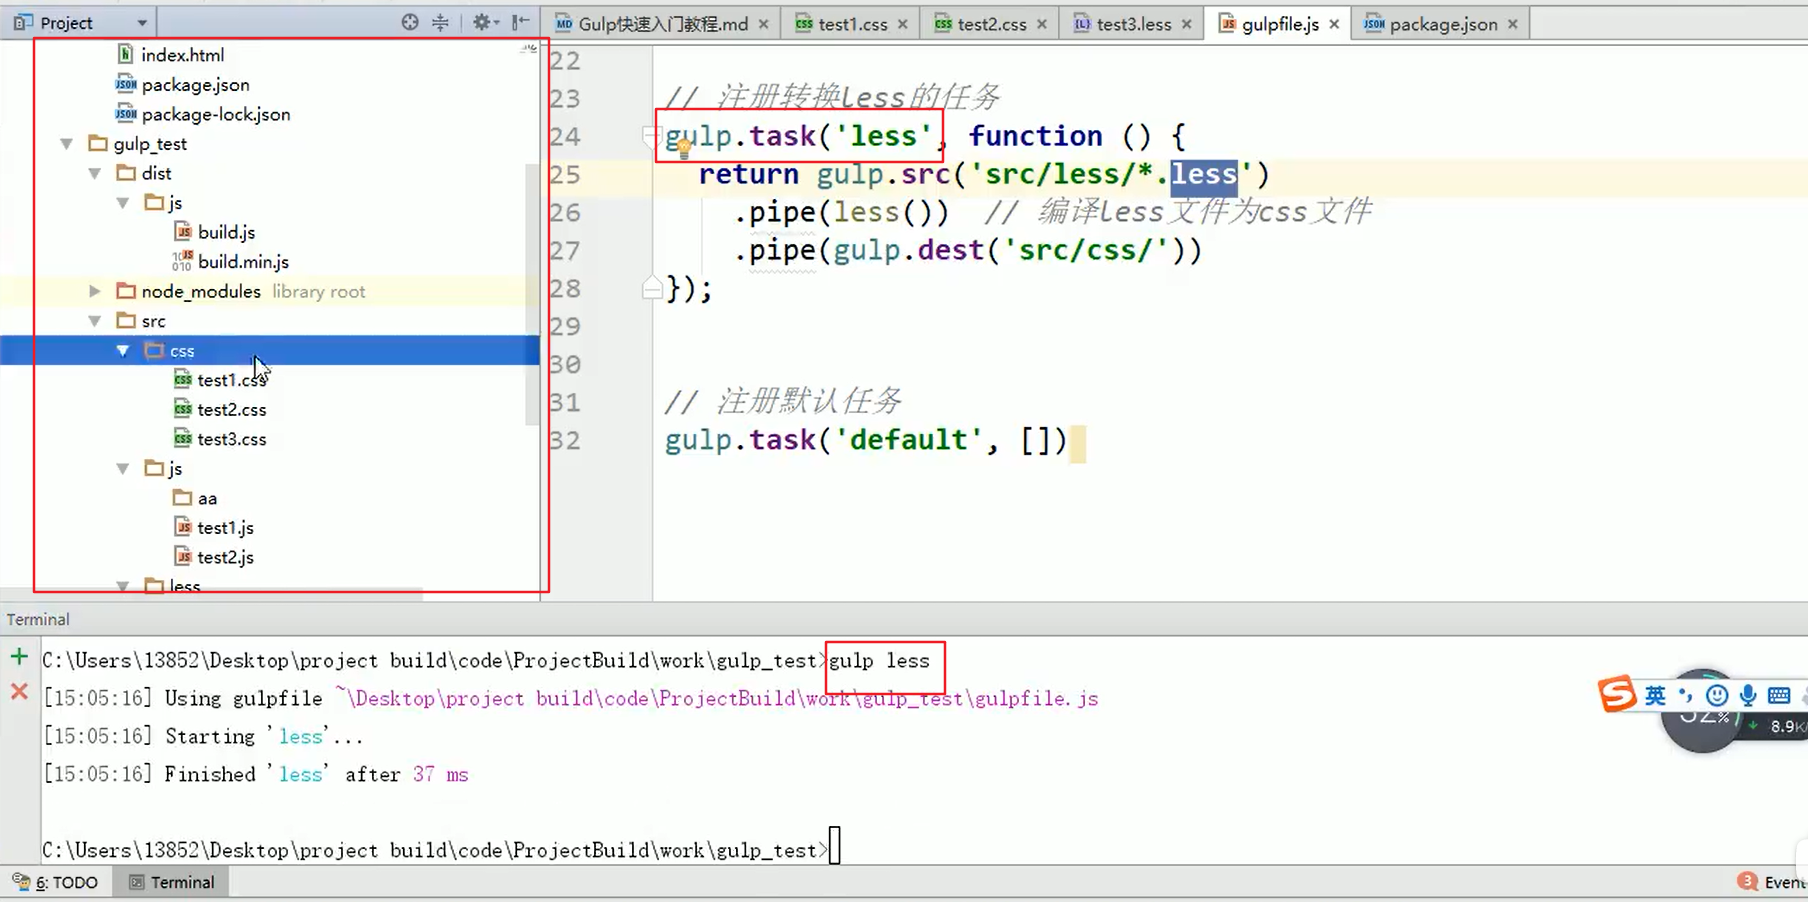 Project
Gulp快速入门教程.md
test1.css
test2.css
test3.less
gulpfile.js
package.json
index.html
package.json
package-lock.json
gulp_test
dist
js
build.js
build.min.js
node_modules library root
src
css
test1.css
test2.css
test3.css
js
aa
test1.js
test2.js
less
22
23 // 注册转换less的任务
24 gulp.task('less', function () {
25 return gulp.src('src/less/*.less')
26 .pipe(less()) // 编译less文件为css文件
27 .pipe(gulp.dest('src/css/'))
28 });
29
30
31 // 注册默认任务
32 gulp.task('default', [])
Terminal
C:\Users\13852\Desktop\project build\code\ProjectBuild\work\gulp_test>gulp less
[15:05:16] Using gulpfile ~\Desktop\project build\code\ProjectBuild\work\gulp_test\gulpfile.js
[15:05:16] Starting 'less'...
[15:05:16] Finished 'less' after 37 ms
C:\Users\13852\Desktop\project build\code\ProjectBuild\work\gulp_test>
英
8.9K/
6: TODO
Terminal
3 Event